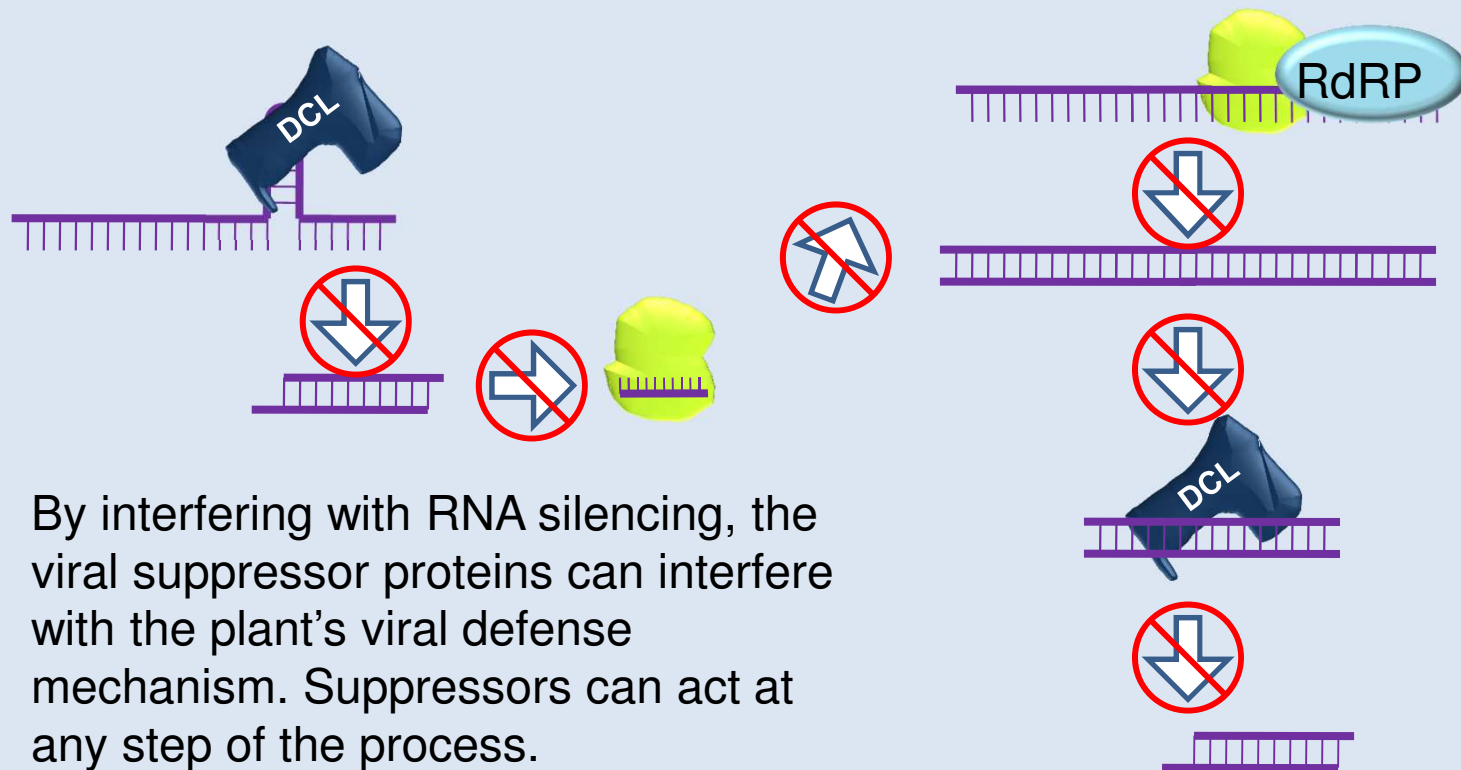 DCL
RdRP
DCL
By interfering with RNA silencing, the
viral suppressor proteins can interfere
with the plant’s viral defense
mechanism. Suppressors can act at
any step of the process.